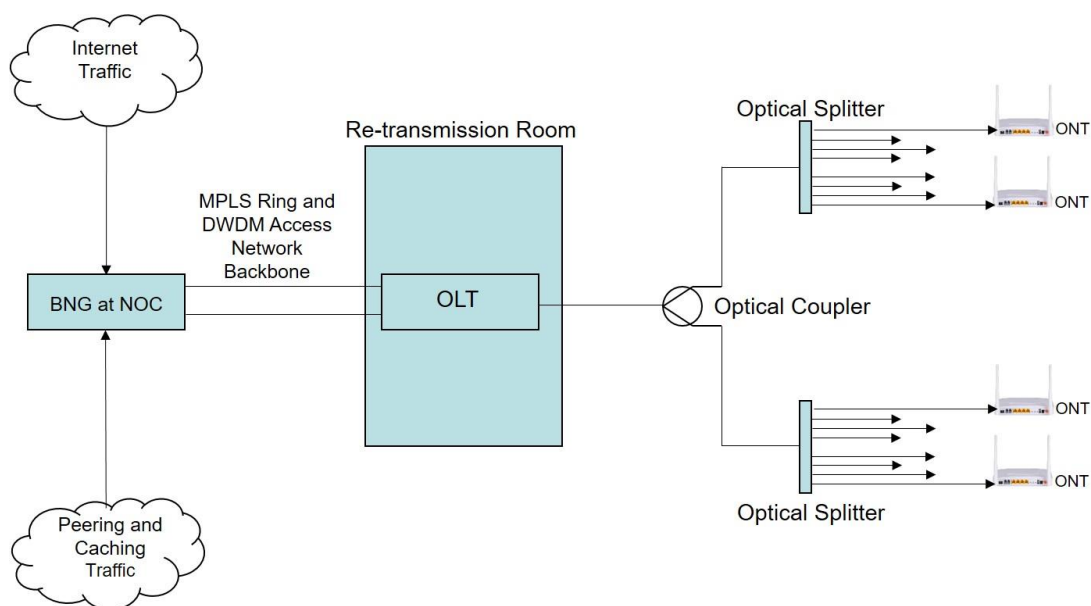 Internet
Traffic
Optical Splitter
ONT
Re-transmission Room
ONT
MPLS Ring and
DWDM Access
Network
Backbone
BNG at NOC
OLT
Optical Coupler
ONT
ONT
Optical Splitter
Peering and
Caching
Traffic